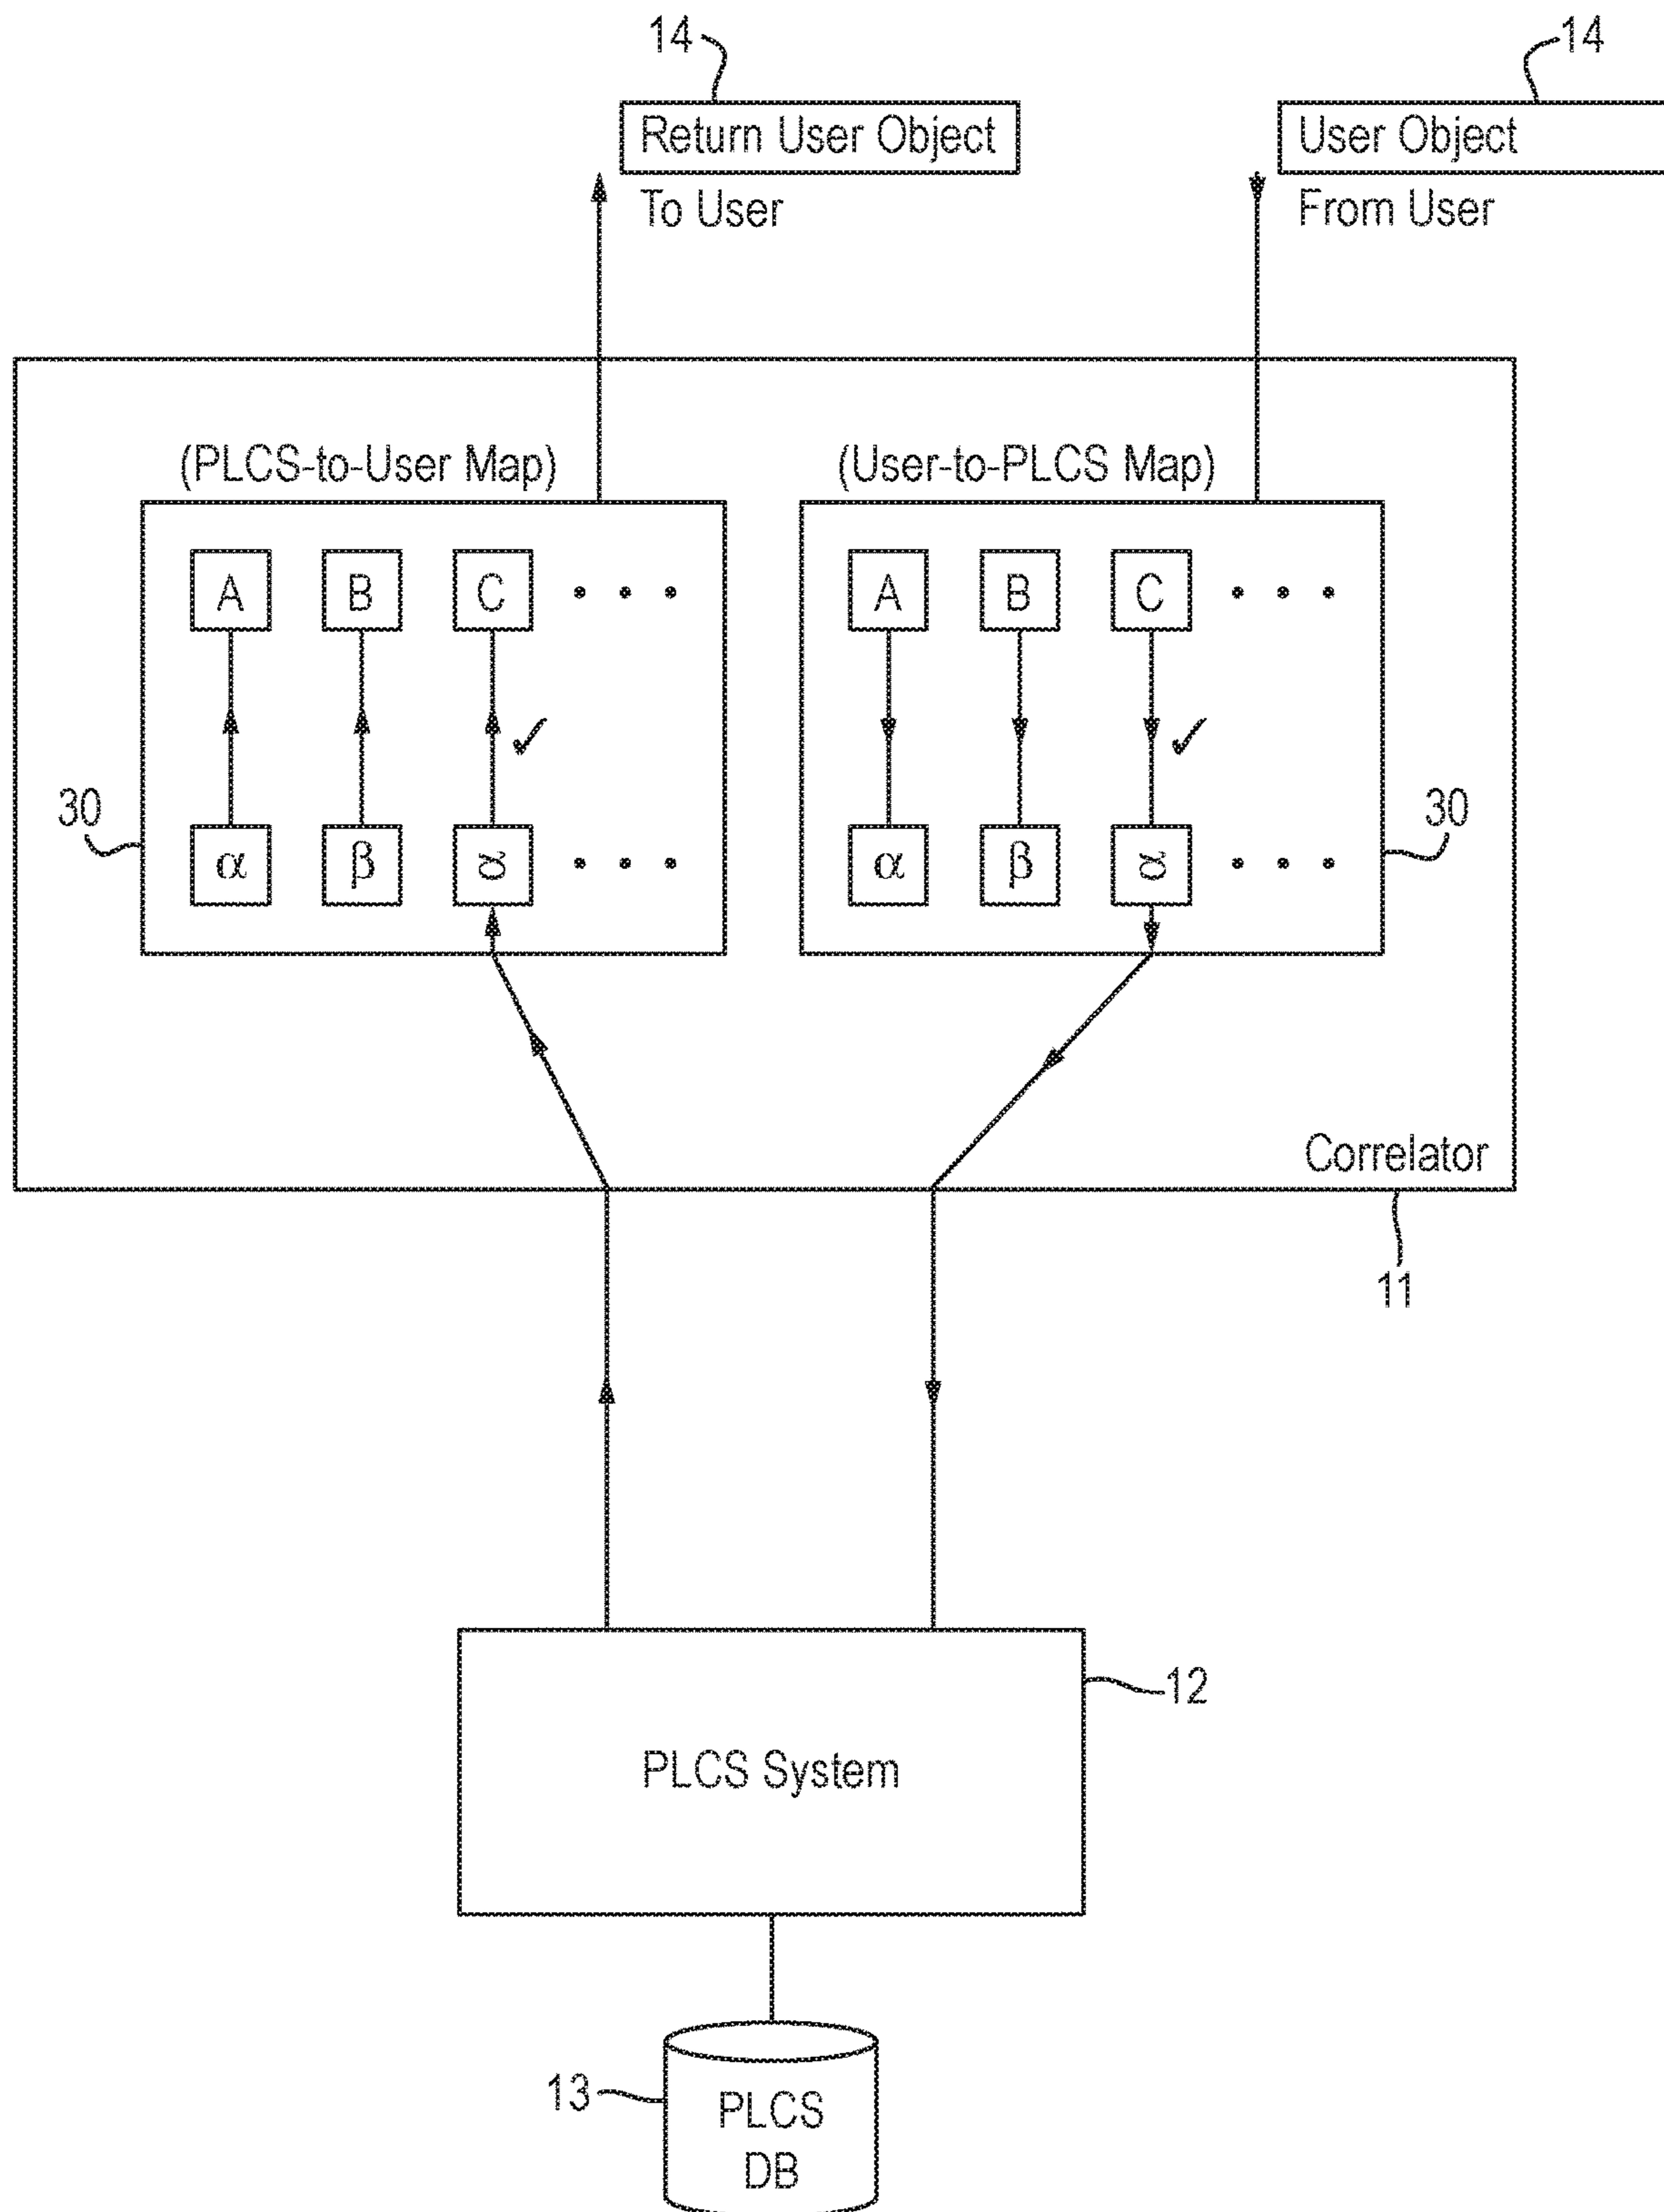 14
14
Return User Object
User Object
To User
From User
(PLCS-to-User Map)
(User-to-PLCS Map)
A B C • • •
A B C • • •
✓
✓
30
30
α β α • • •
α β α • • •
Correlator
11
12
PLCS System
13
PLCS
DB